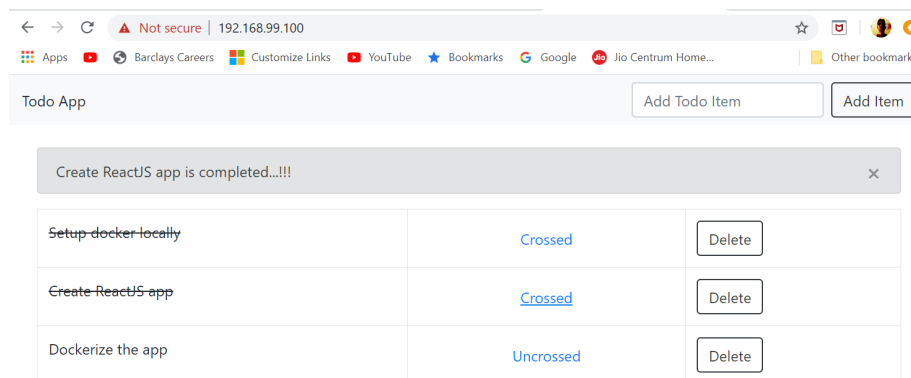 Not secure | 192.168.99.100
Apps Barclays Careers Customize Links YouTube Bookmarks Google Jio Jio Centrum Home... Other bookmark
Todo App Add Todo Item Add Item
Create ReactJS app is completed...!!! ×
Setup docker locally Crossed Delete
Create ReactJS app Crossed Delete
Dockerize the app Uncrossed Delete